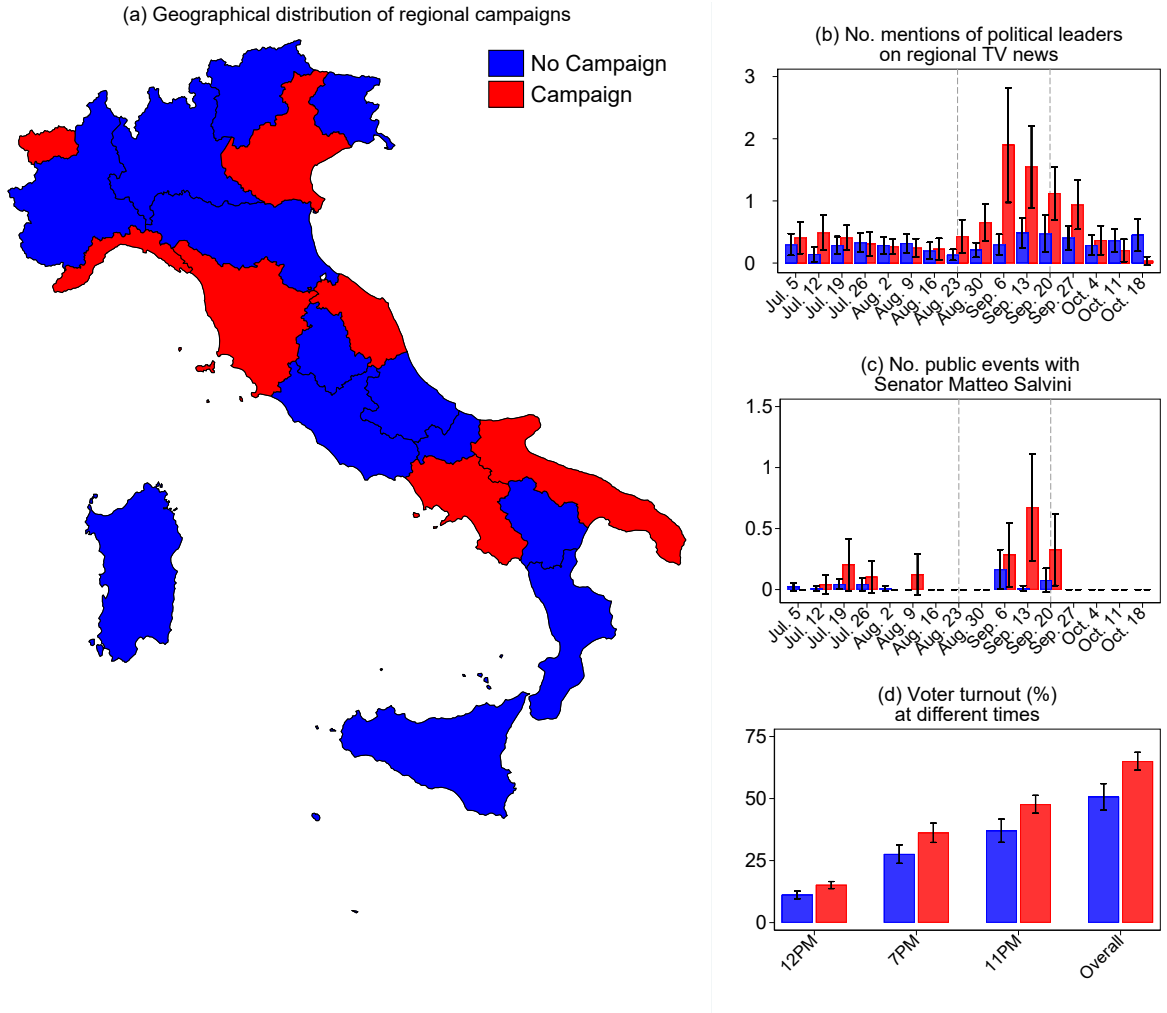 (a) Geographical distribution of regional campaigns
No Campaign
Campaign
(b) No. mentions of political leaders
on regional TV news
3
2
1
0
Jul. 5
Jul. 12
Jul. 19
Jul. 26
Aug. 2
Aug. 9
Aug. 16
Aug. 23
Aug. 30
Sep. 6
Sep. 13
Sep. 20
Sep. 27
Oct. 4
Oct. 11
Oct. 18
(c) No. public events with
Senator Matteo Salvini
1.5
1
0.5
0
Jul. 5
Jul. 12
Jul. 19
Jul. 26
Aug. 2
Aug. 9
Aug. 16
Aug. 23
Aug. 30
Sep. 6
Sep. 13
Sep. 20
Sep. 27
Oct. 4
Oct. 11
Oct. 18
(d) Voter turnout (%)
at different times
75
50
25
0
12PM
7PM
11PM
Overall